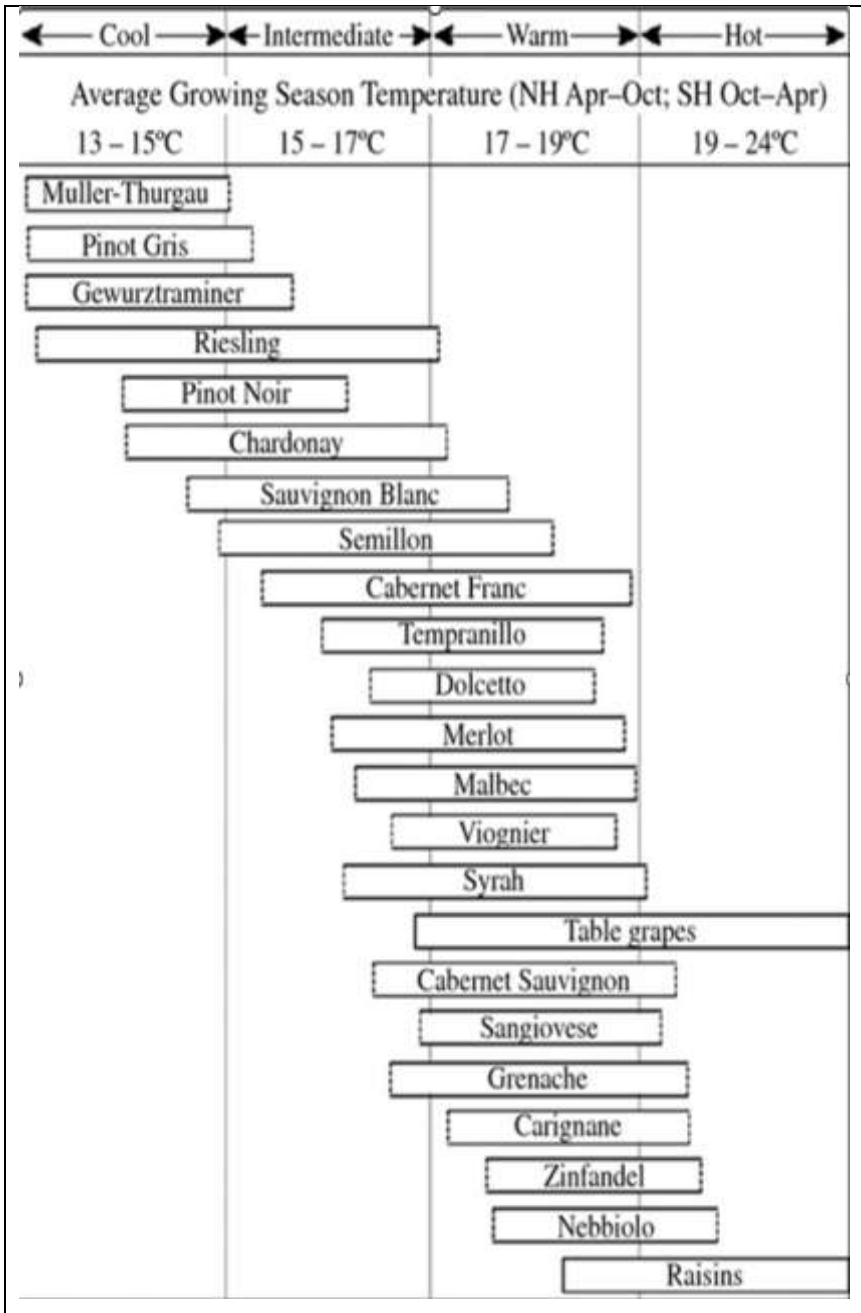 Cool Intermediate Warm Hot
Average Growing Season Temperature (NH Apr–Oct; SH Oct–Apr)
13 – 15ºC 15 – 17ºC 17 – 19ºC 19 – 24ºC
Muller-Thurgau
Pinot Gris
Gewurztraminer
Riesling
Pinot Noir
Chardonay
Sauvignon Blanc
Semillon
Cabernet Franc
Tempranillo
Dolcetto
Merlot
Malbec
Viognier
Syrah
Table grapes
Cabernet Sauvignon
Sangiovese
Grenache
Carignane
Zinfandel
Nebbiolo
Raisins